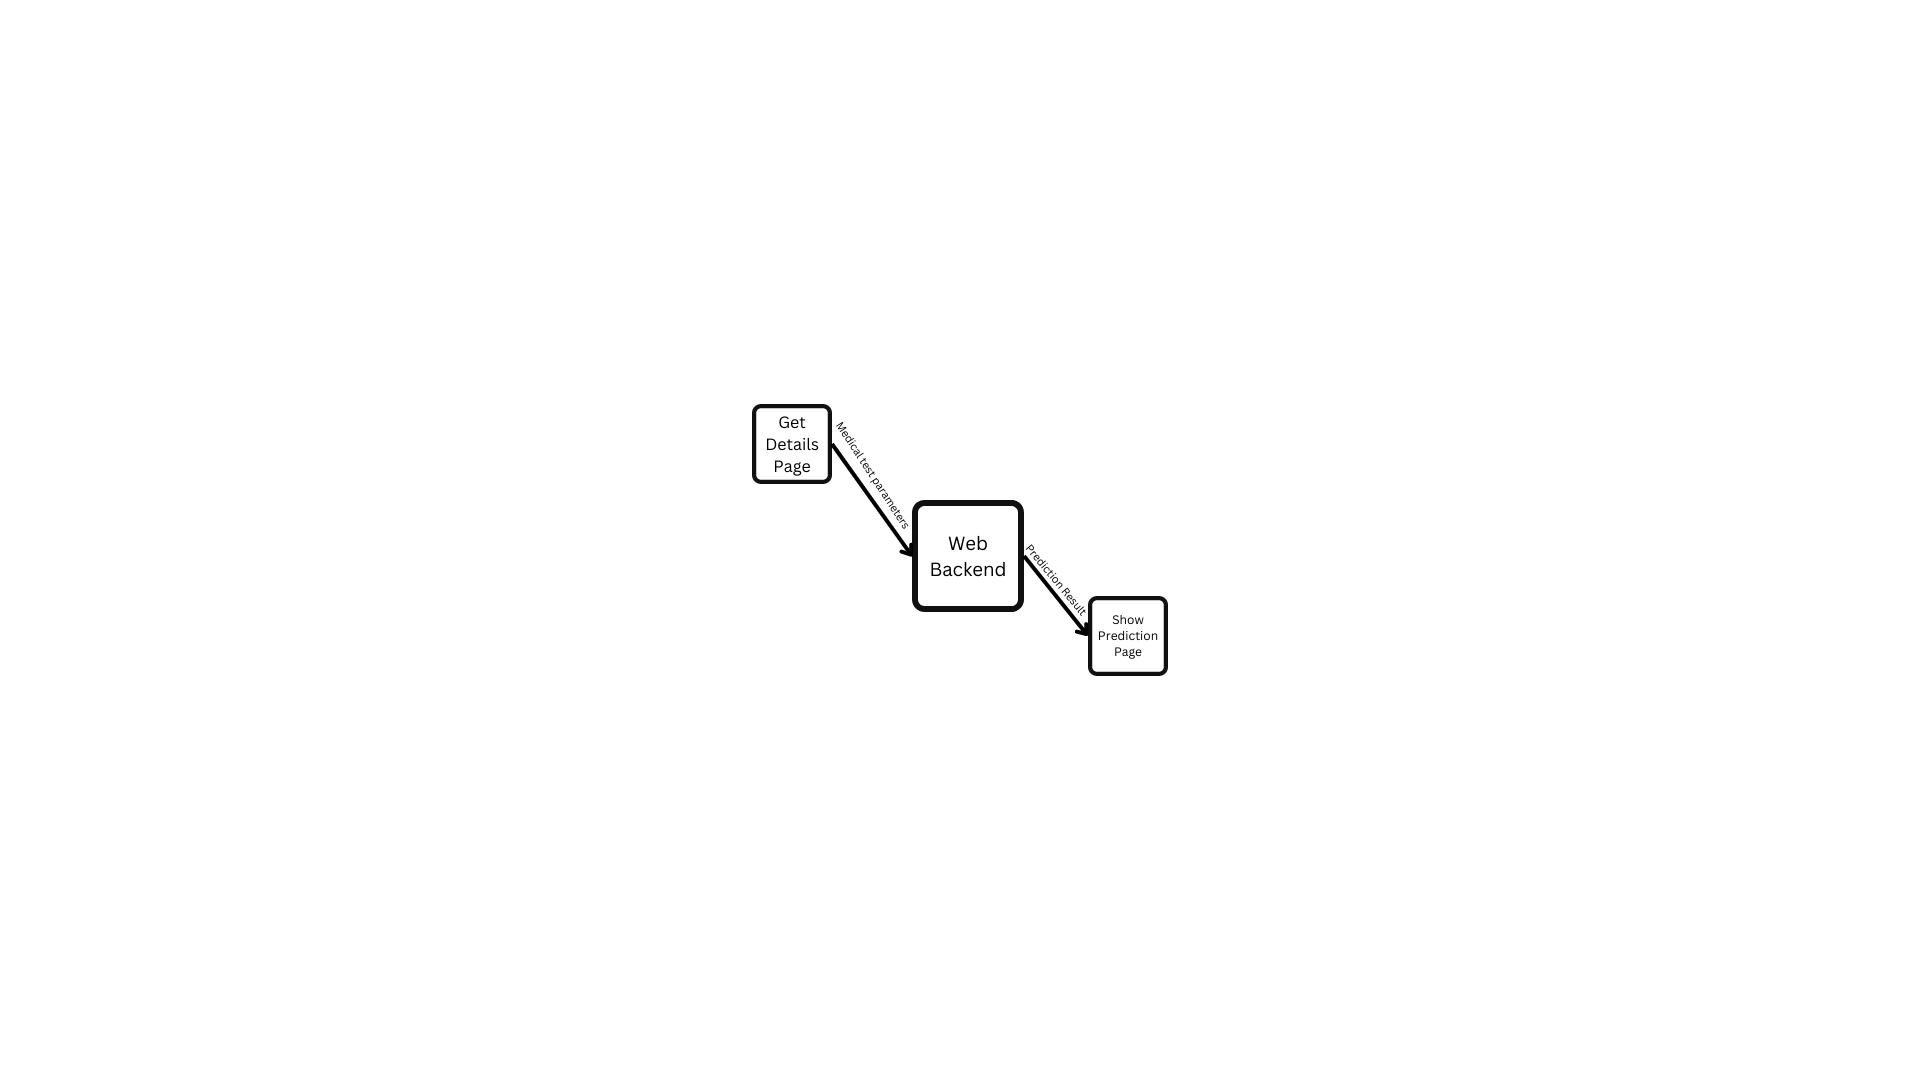 Get
Details
Page
Medical test parameters
Web
Backend
Prediction Result
Show
Prediction
Page